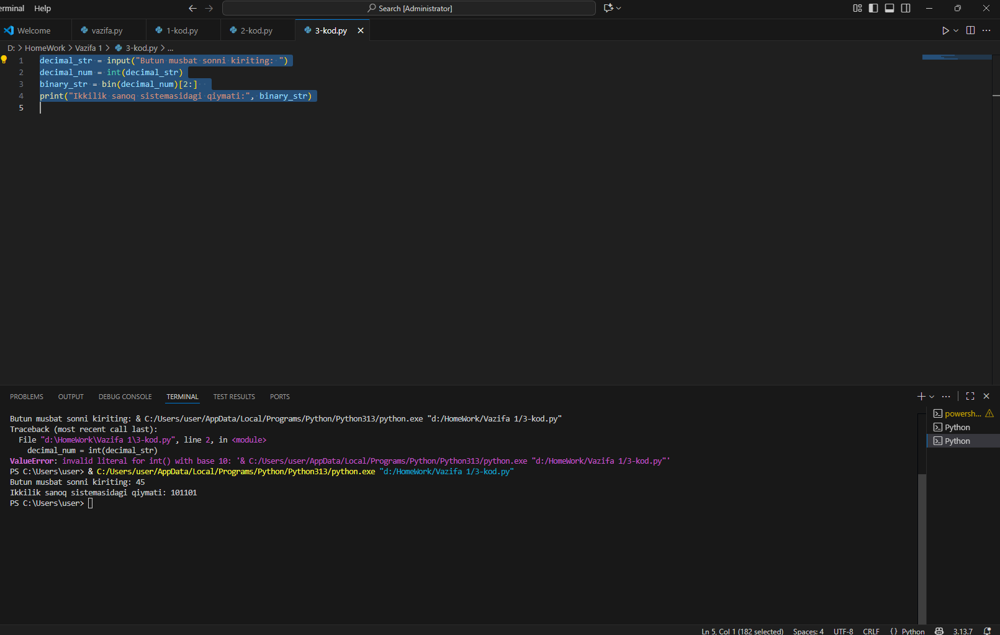 erminal Help
Search [Administrator]
Welcome vazifa.py 1-kod.py 2-kod.py 3-kod.py
D: > HomeWork > Vazifa 1 > 3-kod.py > ...
1 decimal_str = input("Butun musbat sonni kiriting: ")
2 decimal_num = int(decimal_str)
3 binary_str = bin(decimal_num)[2:]
4 print("Ikkilik sanoq sistemasidagi qiymati:", binary_str)
5
PROBLEMS OUTPUT DEBUG CONSOLE TERMINAL TEST RESULTS PORTS
Butun musbat sonni kiriting: & C:/Users/user/AppData/Local/Programs/Python/Python313/python.exe "d:/HomeWork/Vazifa 1/3-kod.py"
Traceback (most recent call last):
File "d:\HomeWork\Vazifa 1\3-kod.py", line 2, in <module>
decimal_num = int(decimal_str)
ValueError: invalid literal for int() with base 10: '& C:/Users/user/AppData/Local/Programs/Python/Python313/python.exe "d:/HomeWork/Vazifa 1/3-kod.py"'
PS C:\Users\user> & C:/Users/user/AppData/Local/Programs/Python/Python313/python.exe "d:/HomeWork/Vazifa 1/3-kod.py"
Butun musbat sonni kiriting: 45
Ikkilik sanoq sistemasidagi qiymati: 101101
PS C:\Users\user>
powersh...
Python
Python
Ln 5, Col 1 (182 selected) Spaces: 4 UTF-8 CRLF {} Python 3.13.7